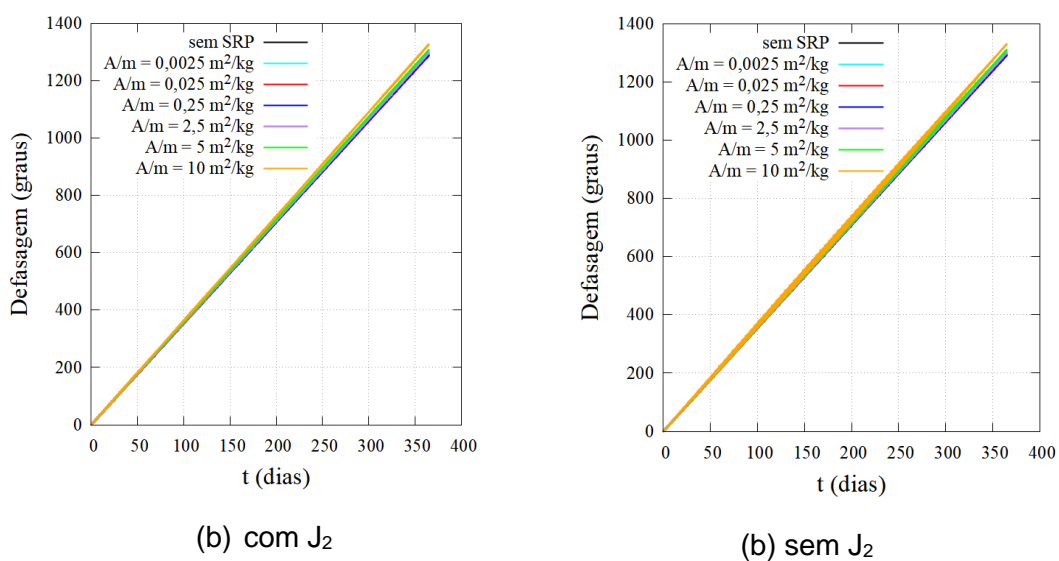 Defasagem (graus)
1400
1200
1000
800
600
400
200
0
sem SRP
A/m = 0,0025 m²/kg
A/m = 0,025 m²/kg
A/m = 0,25 m²/kg
A/m = 2,5 m²/kg
A/m = 5 m²/kg
A/m = 10 m²/kg
0 50 100 150 200 250 300 350 400
t (dias)
(b) com J₂
Defasagem (graus)
1400
1200
1000
800
600
400
200
0
sem SRP
A/m = 0,0025 m²/kg
A/m = 0,025 m²/kg
A/m = 0,25 m²/kg
A/m = 2,5 m²/kg
A/m = 5 m²/kg
A/m = 10 m²/kg
0 50 100 150 200 250 300 350 400
t (dias)
(b) sem J₂